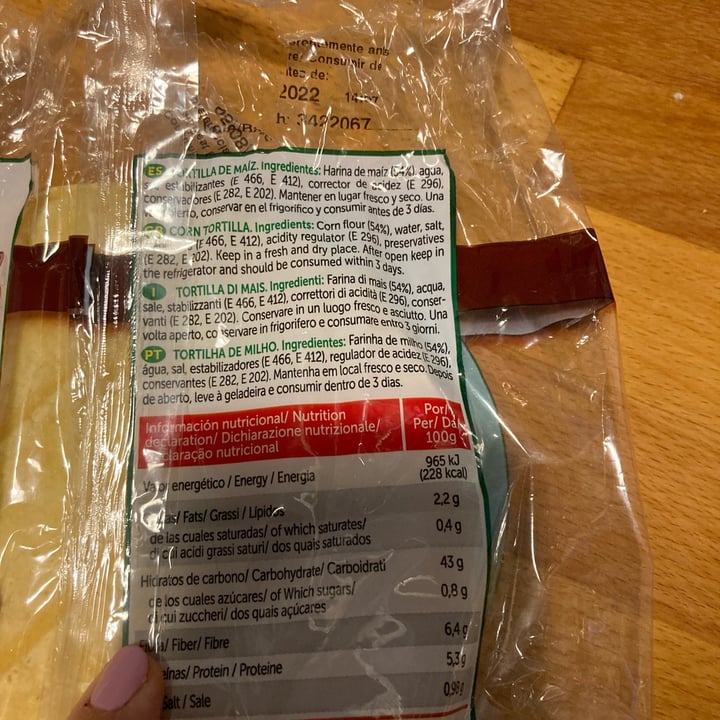 Consumir de
2022 14:07
3422067
ES TORTILLA DE MAÍZ. Ingredientes: Harina de maíz (54%), agua,
estabilizantes (E 466, E 412), corrector de acidez (E 296),
conservadores (E 282, E 202). Mantener en lugar fresco y seco. Una
conservar en el frigorífico y consumir antes de 3 días.
CORN TORTILLA. Ingredients: Corn flour (54%), water, salt,
(E 466, E 412), acidity regulator (E 296), preservatives
(E 282, E 202). Keep in a fresh and dry place. After open keep in
the refrigerator and should be consumed within 3 days.
I TORTILLA DI MAIS. Ingredienti: Farina di mais (54%), acqua,
sale, stabilizzanti (E 466, E 412), correttori di acidità (E 296), conser-
vanti (E 282, E 202). Conservare in un luogo fresco e asciutto. Una
volta aperto, conservare in frigorifero e consumare entro 3 giorni.
PT TORTILHA DE MILHO. Ingredientes: Farinha de milho (54%),
água, sal, estabilizadores (E 466, E 412), regulador de acidez (E 296),
conservantes (E 282, E 202). Mantenha em local fresco e seco. Depois
de aberto, leve à geladeira e consumir dentro de 3 dias.
Información nutricional/ Nutrition
declaration/ Dichiarazione nutrizionale/
nutricional
Por/
Per/ Da
100g
Valor energético / Energy / Energia
965 kJ
(228 kcal)
Fats/ Grassi / Lípidos 2,2 g
de las cuales saturadas/ of which saturates/
di cui acidi grassi saturi/ dos quais saturados 0,4 g
Hidratos de carbono/ Carbohydrate/ Carboidrati 43 g
de los cuales azúcares/ of Which sugars/
di cui zuccheri/ dos quais açúcares 0,8 g
Fiber/ Fibre 6,4 g
Protein / Proteine 5,3 g
Salt / Sale 0,98 g